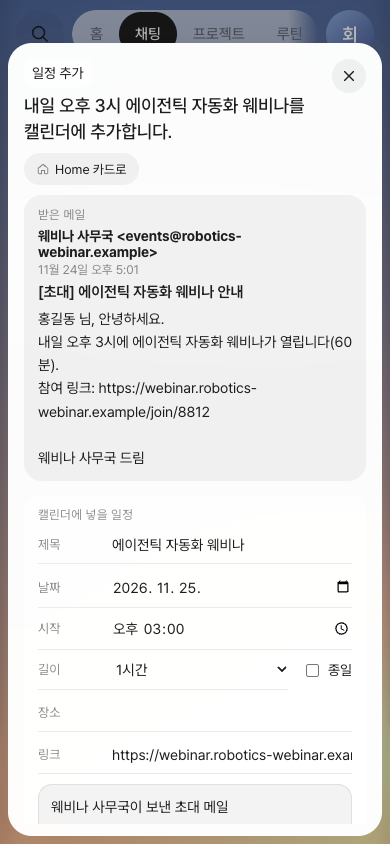 홈
채팅
프로젝트
루틴
회
일정 추가
내일 오후 3시 에이전틱 자동화 웨비나를
캘린더에 추가합니다.
Home 카드로
받은 메일
웨비나 사무국 <events@robotics-
webinar.example>
11월 24일 오후 5:01
[초대] 에이전틱 자동화 웨비나 안내
홍길동 님, 안녕하세요.
내일 오후 3시에 에이전틱 자동화 웨비나가 열립니다(60
분).
참여 링크: https://webinar.robotics-
webinar.example/join/8812
웨비나 사무국 드림
캘린더에 넣을 일정
제목 에이전틱 자동화 웨비나
날짜 2026. 11. 25.
시작 오후 03:00
길이 1시간 종일
장소
링크 https://webinar.robotics-webinar.exar
웨비나 사무국이 보낸 초대 메일